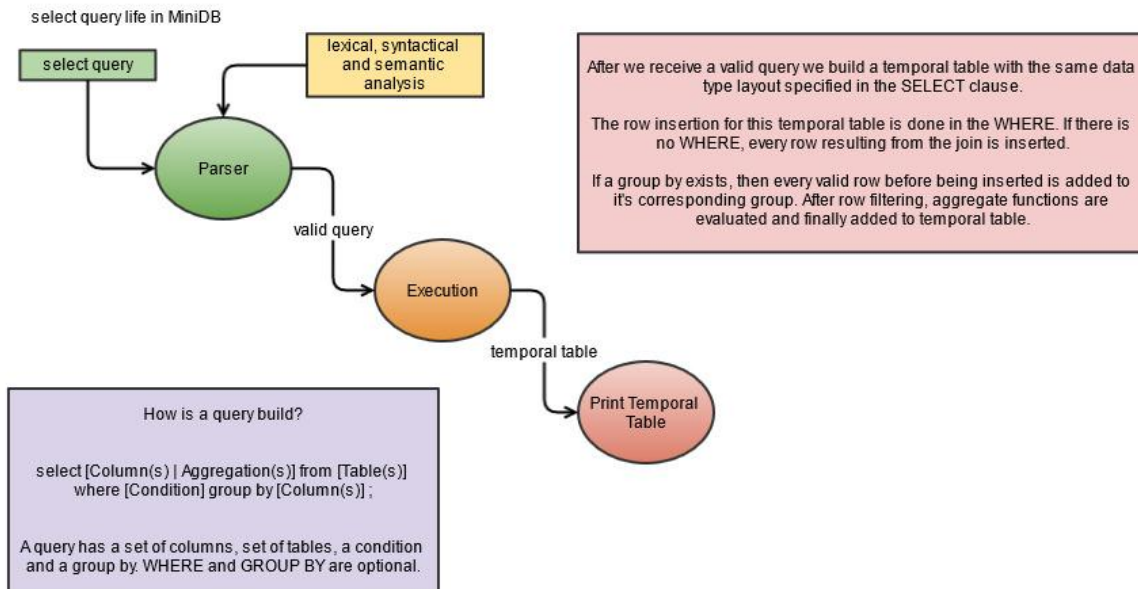 select query life in MiniDB
select query
lexical, syntactical
and semantic
analysis
Parser
valid query
Execution
temporal table
Print Temporal
Table
After we receive a valid query we build a temporal table with the same data
type layout specified in the SELECT clause.
The row insertion for this temporal table is done in the WHERE. If there is
no WHERE, every row resulting from the join is inserted.
If a group by exists, then every valid row before being inserted is added to
it's corresponding group. After row filtering, aggregate functions are
evaluated and finally added to temporal table.
How is a query build?
select [Column(s) | Aggregation(s)] from [Table(s)]
where [Condition] group by [Column(s)] ;
A query has a set of columns, set of tables, a condition
and a group by. WHERE and GROUP BY are optional.